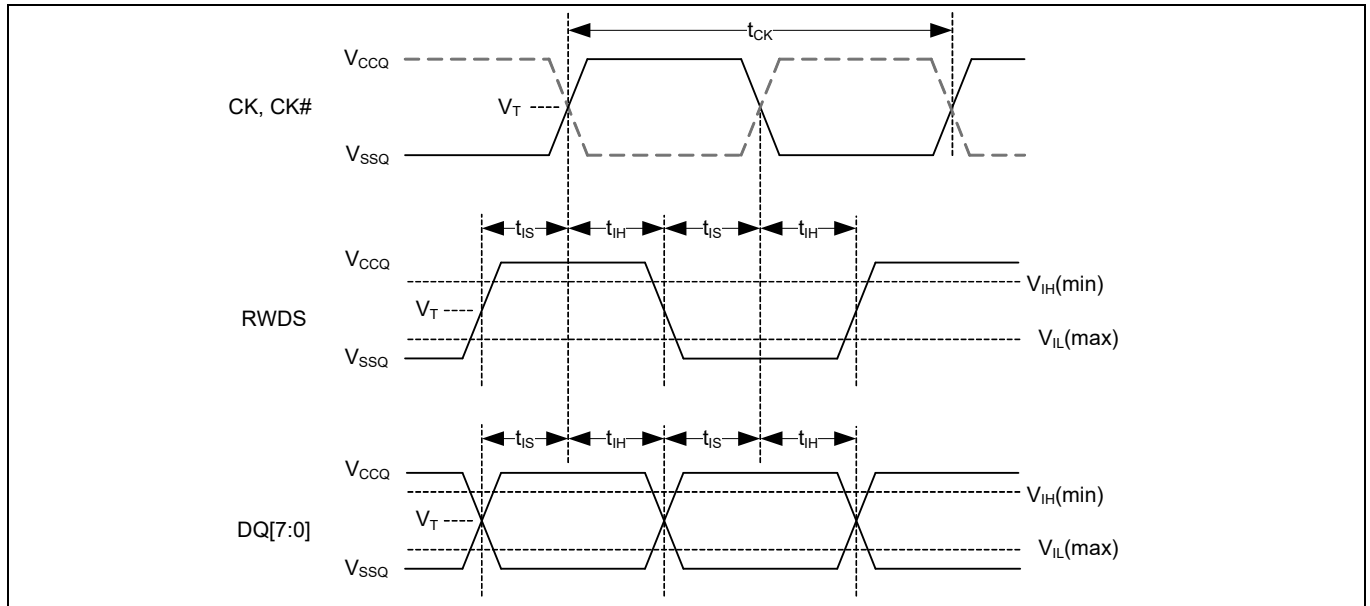 tCK
VCCQ
CK, CK#
VT
VSSQ
tIS tIH tIS tIH
VCCQ
VIH(min)
VT
RWDS
VIL(max)
VSSQ
tIS tIH tIS tIH
VCCQ
VIH(min)
VT
DQ[7:0]
VIL(max)
VSSQ